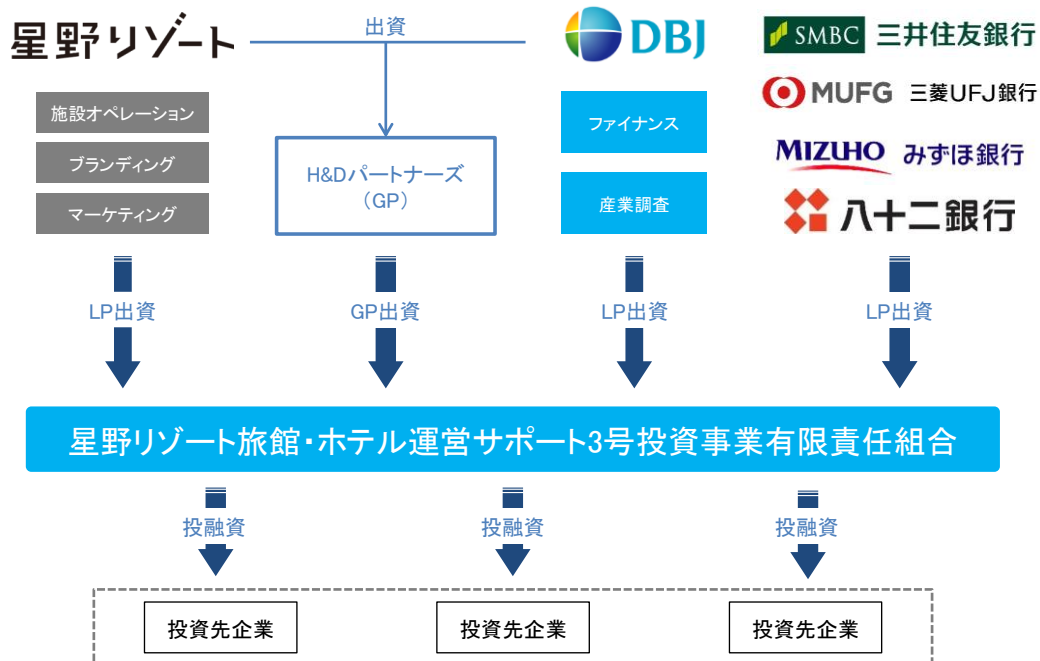 星野リゾート
出資
DBJ
SMBC 三井住友銀行
MUFG 三菱UFJ銀行
MIZUHO みずほ銀行
八十二銀行
施設オペレーション
ブランディング
マーケティング
H&Dパートナーズ
（GP）
ファイナンス
産業調査
LP出資
GP出資
LP出資
LP出資
星野リゾート旅館・ホテル運営サポート3号投資事業有限責任組合
投融資
投融資
投融資
投資先企業
投資先企業
投資先企業